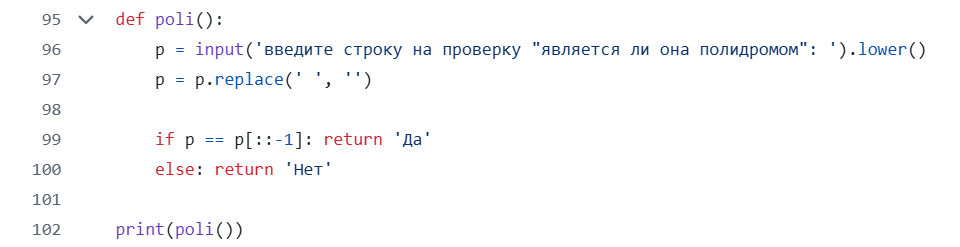 95 def poli():
96 p = input('введите строку на проверку "является ли она полидромом": ').lower()
97 p = p.replace(' ', '')
98
99 if p == p[::-1]: return 'Да'
100 else: return 'Нет'
101
102 print(poli())